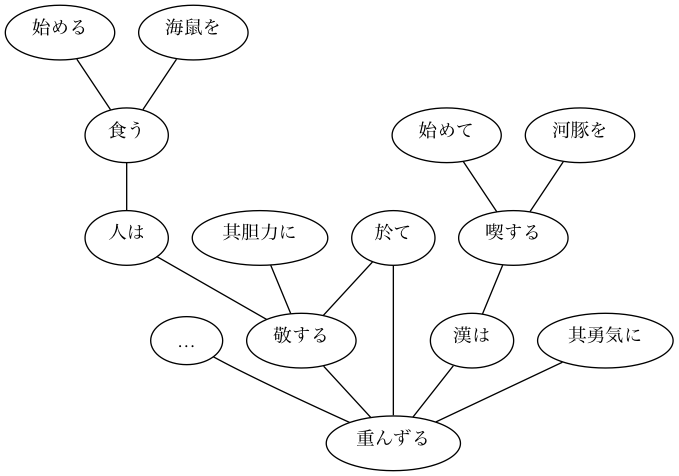 始める
海鼠を
食う
始めて
河豚を
人は
其胆力に
於て
喫する
…
敬する
漢は
其勇気に
重んずる